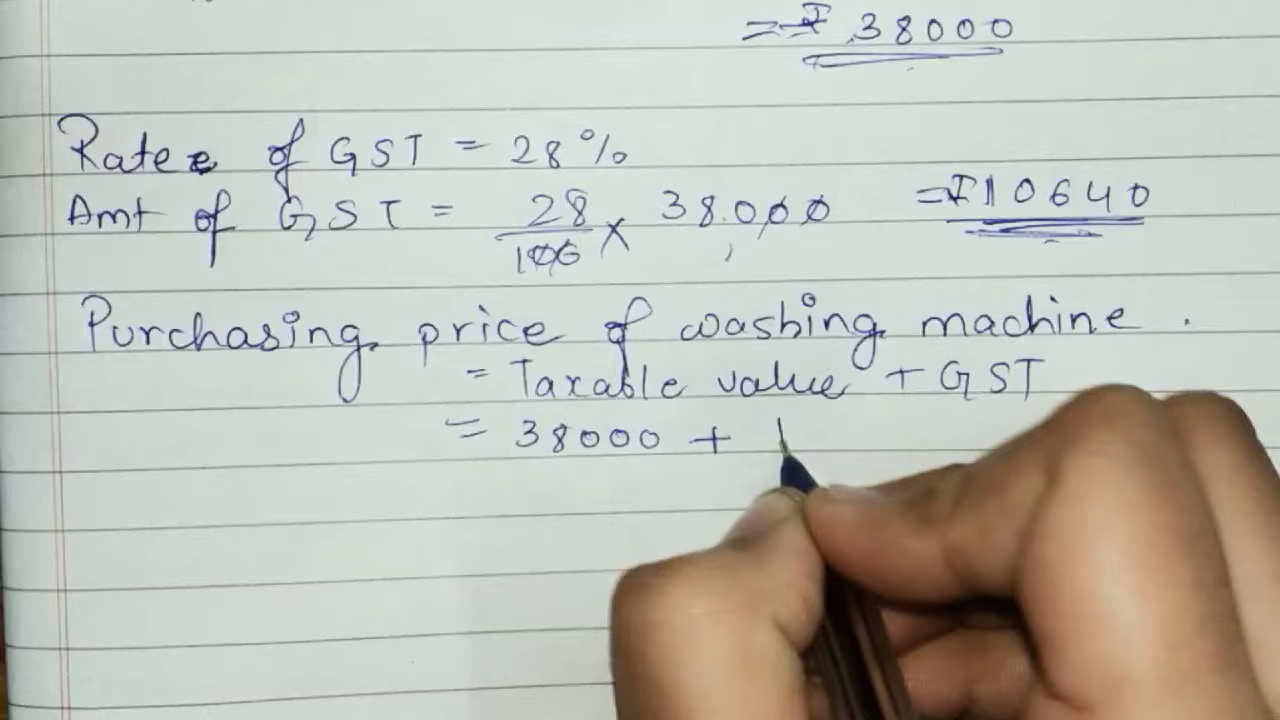 = ₹ 38000
Rate of GST = 28%
Amt of GST = 28/100 × 38000 = ₹10640
Purchasing price of washing machine.
= Taxable value + GST
= 38000 + 1